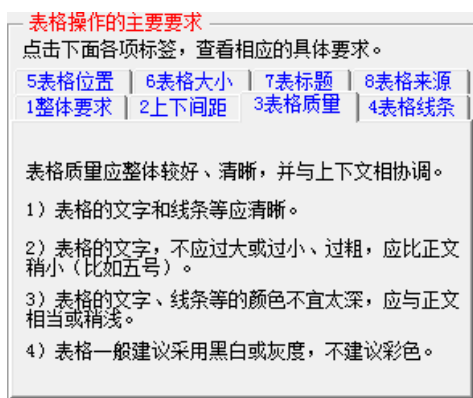 表格操作的主要要求
点击下面各项标签，查看相应的具体要求。
5表格位置 6表格大小 7表标题 8表格来源
1整体要求 2上下间距 3表格质量 4表格线条
表格质量应整体较好、清晰，并与上下文相协调。
1）表格的文字和线条等应清晰。
2）表格的文字，不应过大或过小、过粗，应比正文
稍小（比如五号）。
3）表格的文字、线条等的颜色不宜太深，应与正文
相当或稍浅。
4）表格一般建议采用黑白或灰度，不建议彩色。